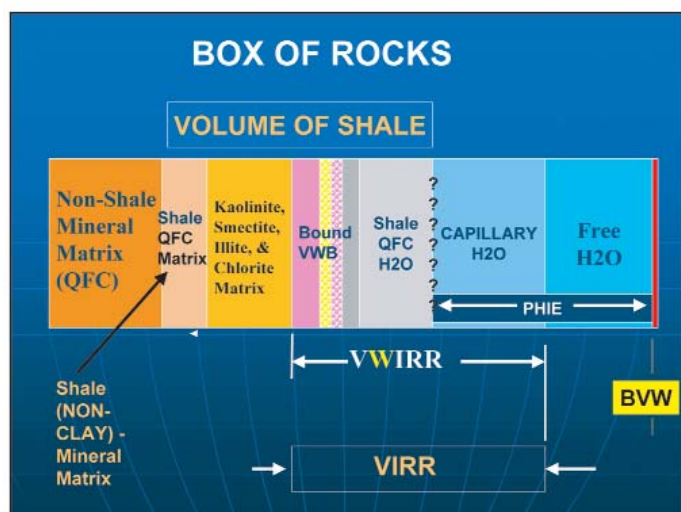 BOX OF ROCKS
VOLUME OF SHALE
Non-Shale
Mineral
Matrix
(QFC)
Shale
QFC
Matrix
Kaolinite,
Smectite,
Illite, &
Chlorite
Matrix
Bound
VWB
Shale
QFC
H2O
?
?
?
?
?
?
?
CAPILLARY
H2O
Free
H2O
PHIE
VWIRR
Shale
(NON-
CLAY) -
Mineral
Matrix
BVW
VIRR